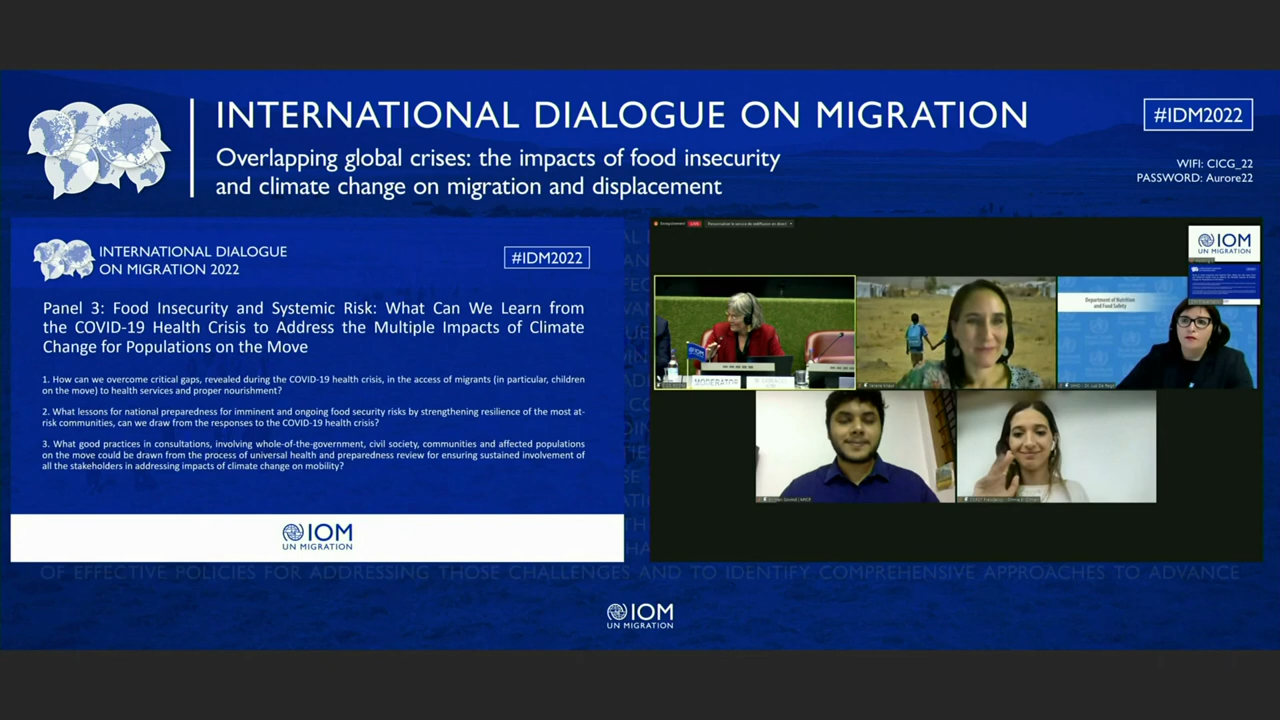 INTERNATIONAL DIALOGUE ON MIGRATION
Overlapping global crises: the impacts of food insecurity
and climate change on migration and displacement
#IDM2022
WIFI: CICG_22
PASSWORD: Aurore22
INTERNATIONAL DIALOGUE
ON MIGRATION 2022
#IDM2022
Panel 3: Food Insecurity and Systemic Risk: What Can We Learn from
the COVID-19 Health Crisis to Address the Multiple Impacts of Climate
Change for Populations on the Move
1. How can we overcome critical gaps, revealed during the COVID-19 health crisis, in the access of migrants (in particular, children
on the move) to health services and proper nourishment?
2. What lessons for national preparedness for imminent and ongoing food security risks by strengthening resilience of the most at-
risk communities, can we draw from the responses to the COVID-19 health crisis?
3. What good practices in consultations, involving whole-of-the-government, civil society, communities and affected populations
on the move could be drawn from the process of universal health and preparedness review for ensuring sustained involvement of
all the stakeholders in addressing impacts of climate change on mobility?
IOM
UN MIGRATION
LIVE
IOM
UN MIGRATION
MODERATOR
Department of Nutrition
and Food Safety
OF EFFECTIVE POLICIES FOR ADDRESSING THOSE CHALLENGES AND TO IDENTIFY COMPREHENSIVE APPROACHES TO ADVANCE
IOM
UN MIGRATION